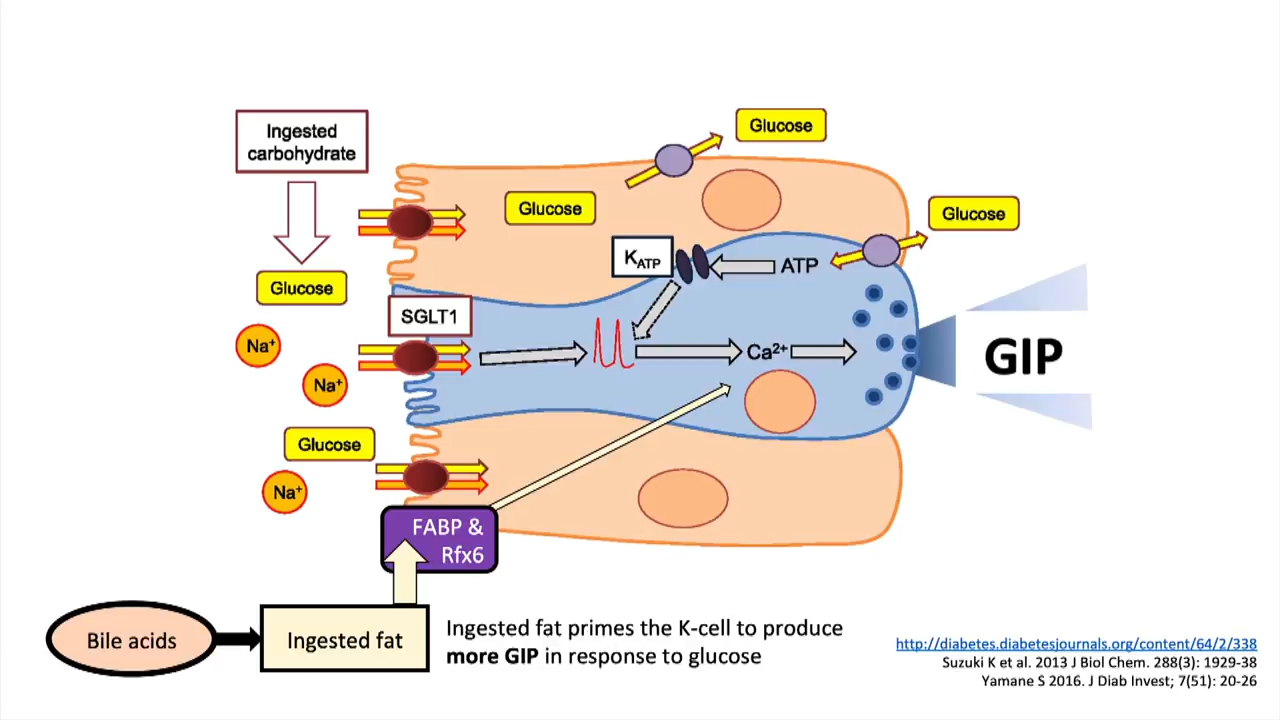 Ingested
carbohydrate
Glucose
Glucose
Glucose
K_ATP
ATP
Glucose
SGLT1
Na⁺
Na⁺
Ca²⁺
GIP
Glucose
Na⁺
FABP &
Rfx6
Bile acids
Ingested fat
Ingested fat primes the K-cell to produce
more GIP in response to glucose
http://diabetes.diabetesjournals.org/content/64/2/338
Suzuki K et al. 2013 J Biol Chem. 288(3): 1929-38
Yamane S 2016. J Diab Invest; 7(51): 20-26